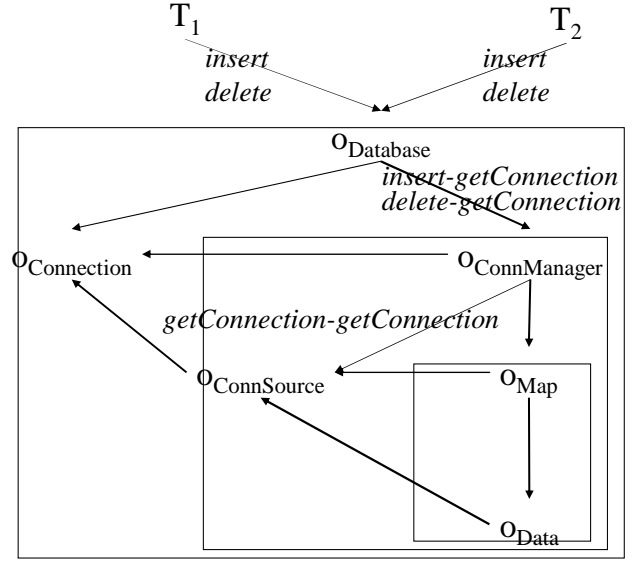 T1 T2
insert insert
delete delete
oDatabase
insert-getConnection
delete-getConnection
oConnection oConnManager
getConnection-getConnection
oConnSource oMap
oData